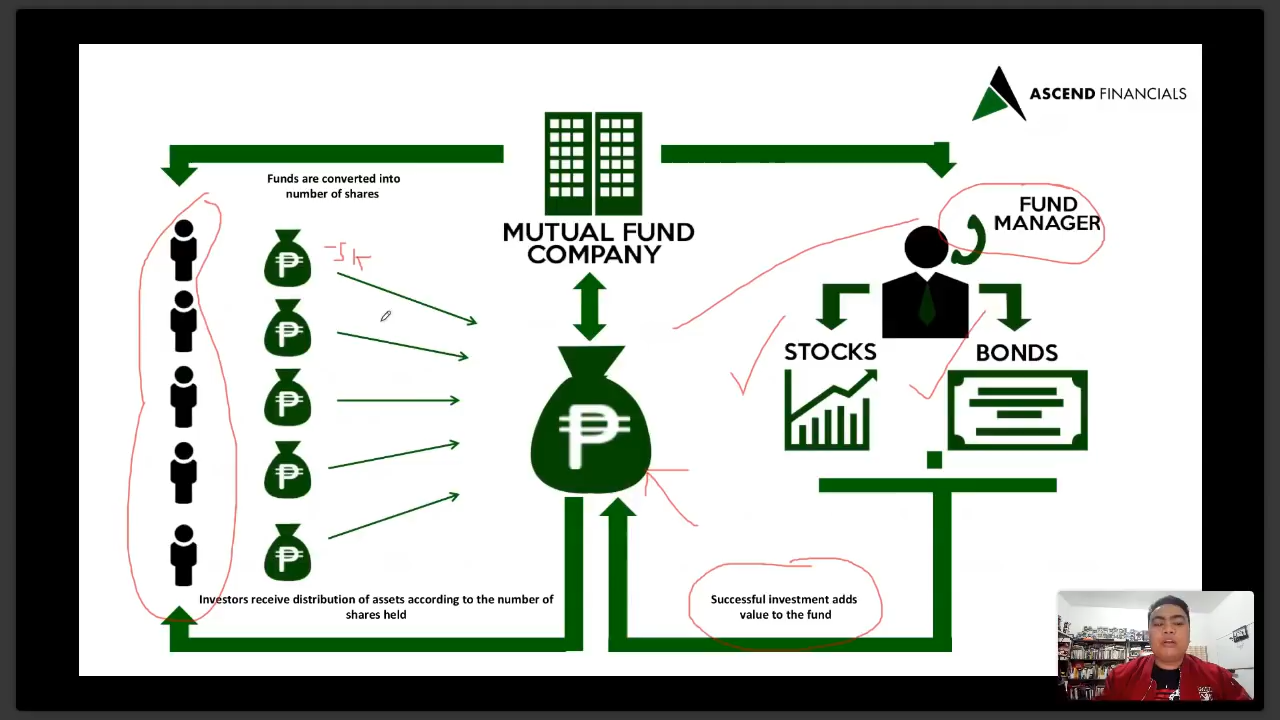 ASCEND FINANCIALS
Funds are converted into
number of shares
MUTUAL FUND
COMPANY
FUND
MANAGER
5k
STOCKS
BONDS
Investors receive distribution of assets according to the number of
shares held
Successful investment adds
value to the fund